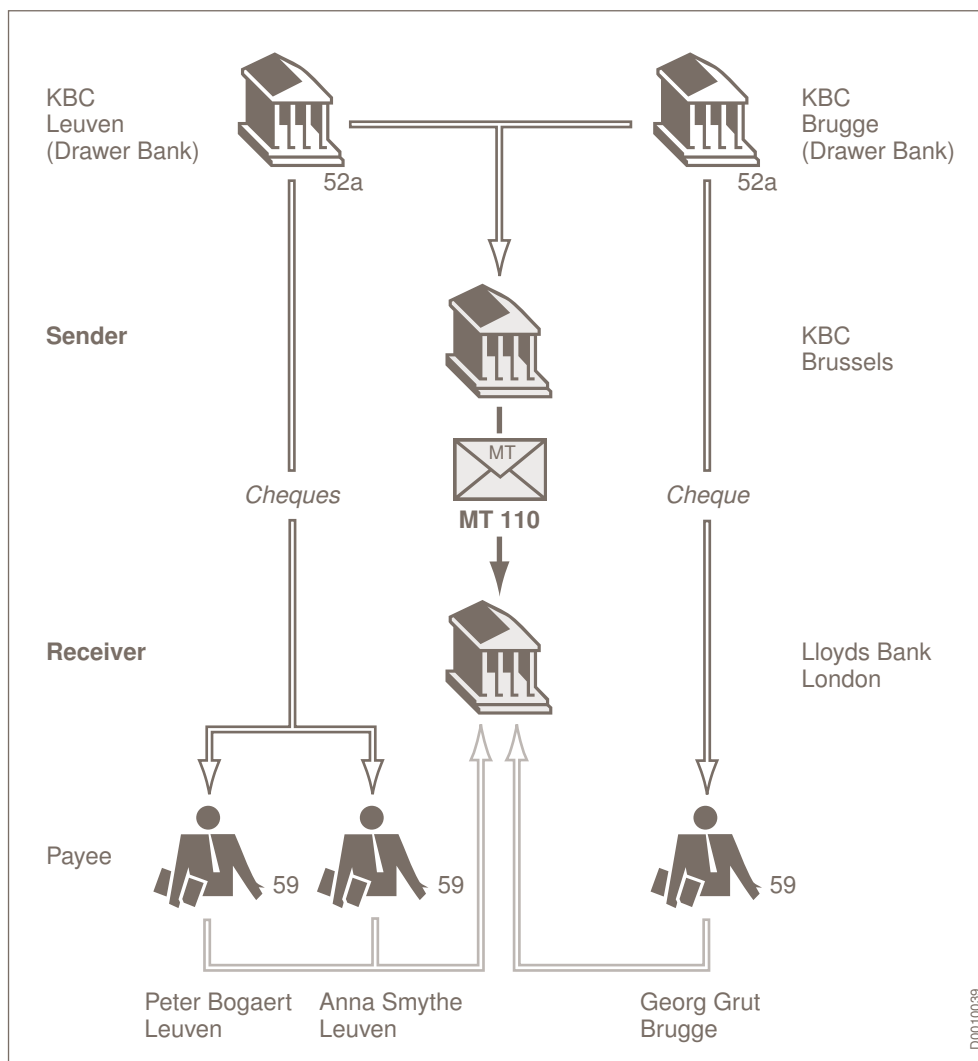 KBC
Leuven
(Drawer Bank)
52a
KBC
Brugge
(Drawer Bank)
52a
Sender
KBC
Brussels
MT
MT 110
Cheques
Cheque
Receiver
Lloyds Bank
London
Payee
59
59
59
Peter Bogaert
Leuven
Anna Smythe
Leuven
Georg Grut
Brugge
D0010039